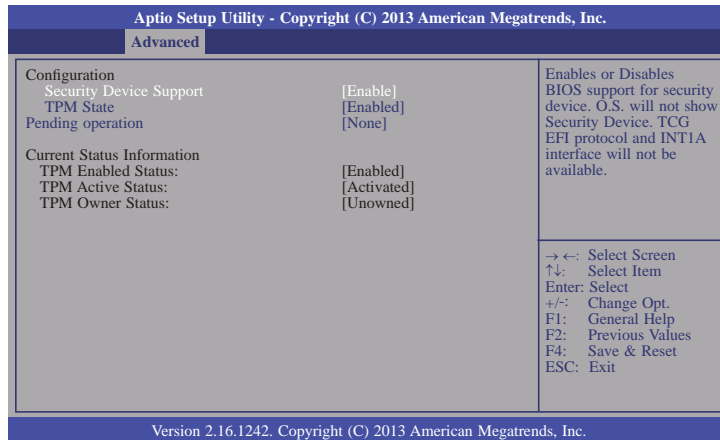 Aptio Setup Utility - Copyright (C) 2013 American Megatrends, Inc.
Advanced
Configuration
Security Device Support [Enable]
TPM State [Enabled]
Pending operation [None]
Current Status Information
TPM Enabled Status: [Enabled]
TPM Active Status: [Activated]
TPM Owner Status: [Unowned]
Enables or Disables
BIOS support for security
device. O.S. will not show
Security Device. TCG
EFI protocol and INT1A
interface will not be
available.
→ ←: Select Screen
↑↓: Select Item
Enter: Select
+/-: Change Opt.
F1: General Help
F2: Previous Values
F4: Save & Reset
ESC: Exit
Version 2.16.1242. Copyright (C) 2013 American Megatrends, Inc.